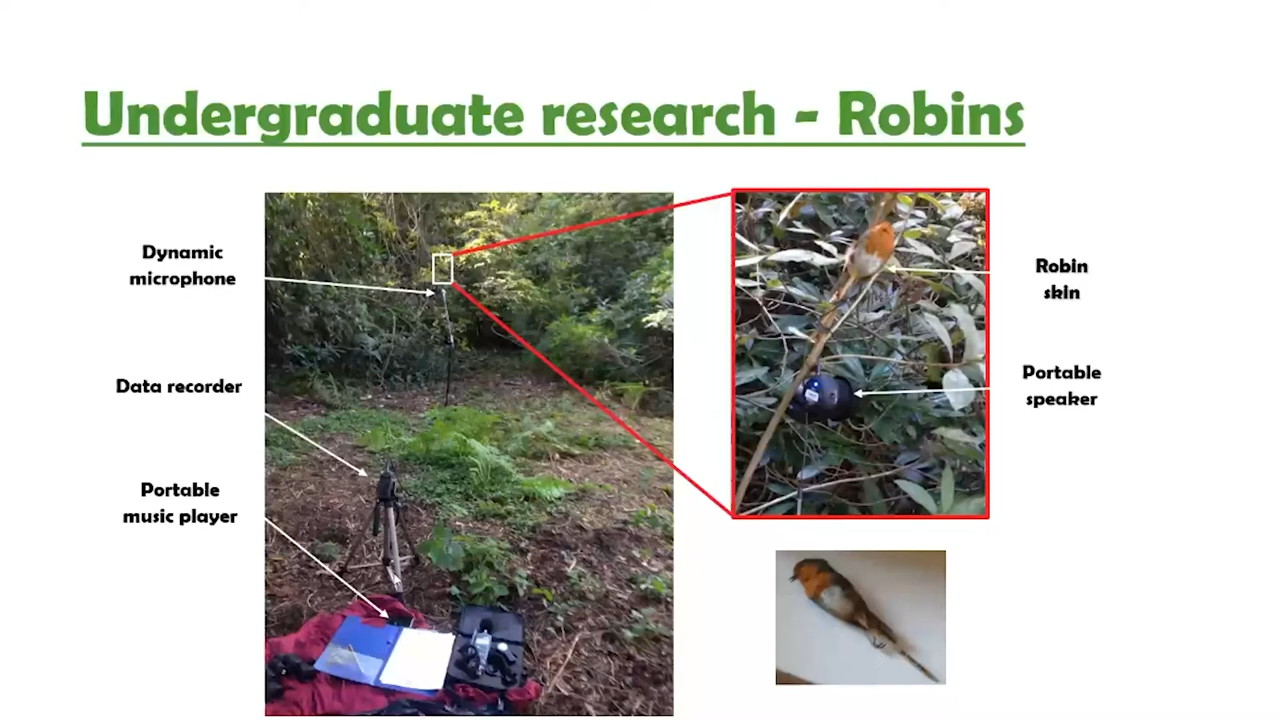 Undergraduate research - Robins
Dynamic
microphone
Data recorder
Portable
music player
Robin
skin
Portable
speaker